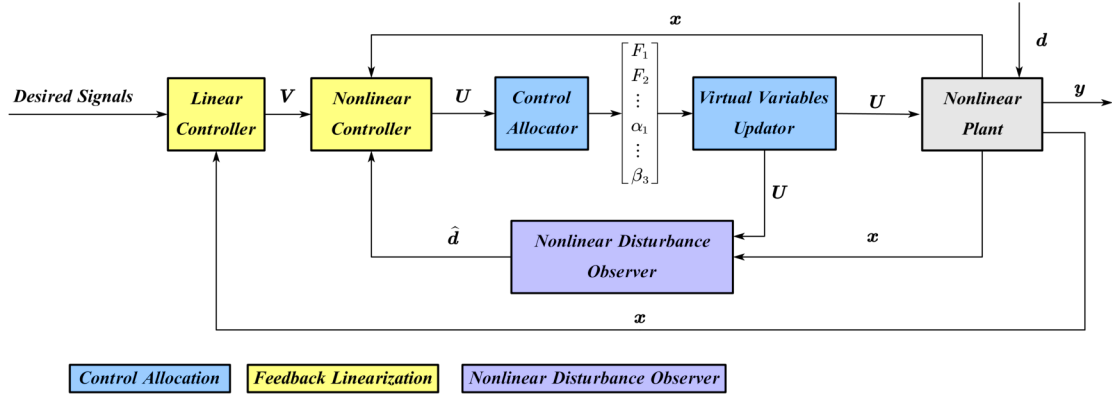 x
d
Desired Signals
Linear
Controller
V
Nonlinear
Controller
U
Control
Allocator
F₁
F₂
⋮
α₁
⋮
β₃
Virtual Variables
Updator
U
Nonlinear
Plant
y
U
d̂
Nonlinear Disturbance
Observer
x
x
Control Allocation
Feedback Linearization
Nonlinear Disturbance Observer